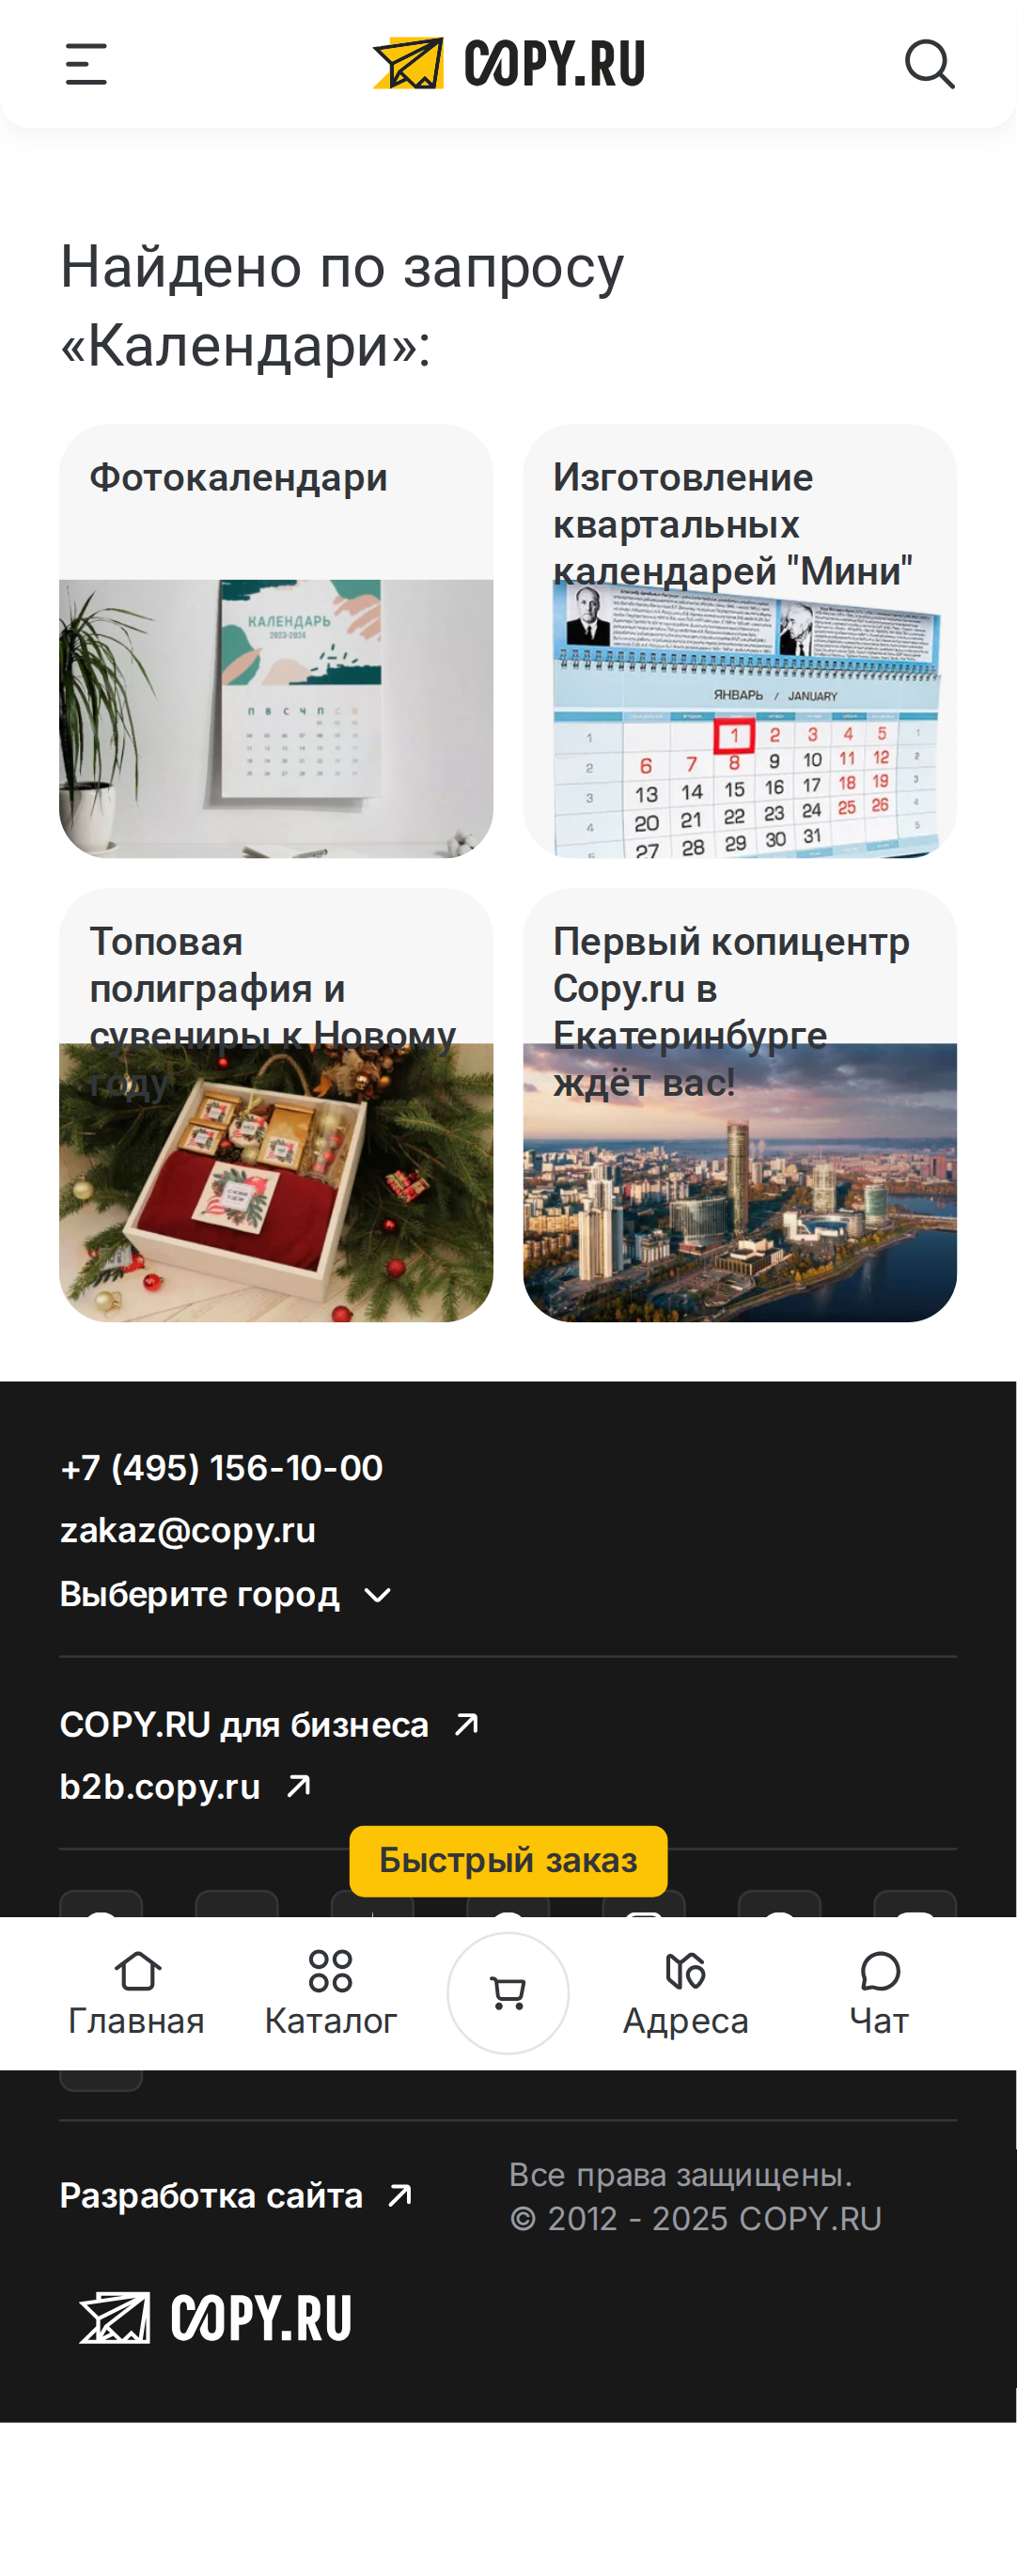 COPY.RU
Найдено по запросу
«Календари»:
Фотокалендари
КАЛЕНДАРЬ
2023-2024
П В С Ч П С В
Изготовление
квартальных
календарей "Мини"
ЯНВАРЬ / JANUARY
1 1 2 3 4 5 1
2 6 7 8 9 10 11 12 2
3 13 14 15 16 17 18 19 3
4 20 21 22 23 24 25 26 4
5 27 28 29 30 31 5
Топовая
полиграфия и
сувениры к Новому
году
Первый копицентр
Copy.ru в
Екатеринбурге
ждёт вас!
+7 (495) 156-10-00
zakaz@copy.ru
Выберите город
COPY.RU для бизнеса
b2b.copy.ru
Быстрый заказ
Главная
Каталог
Адреса
Чат
Разработка сайта
Все права защищены.
© 2012 - 2025 COPY.RU
COPY.RU